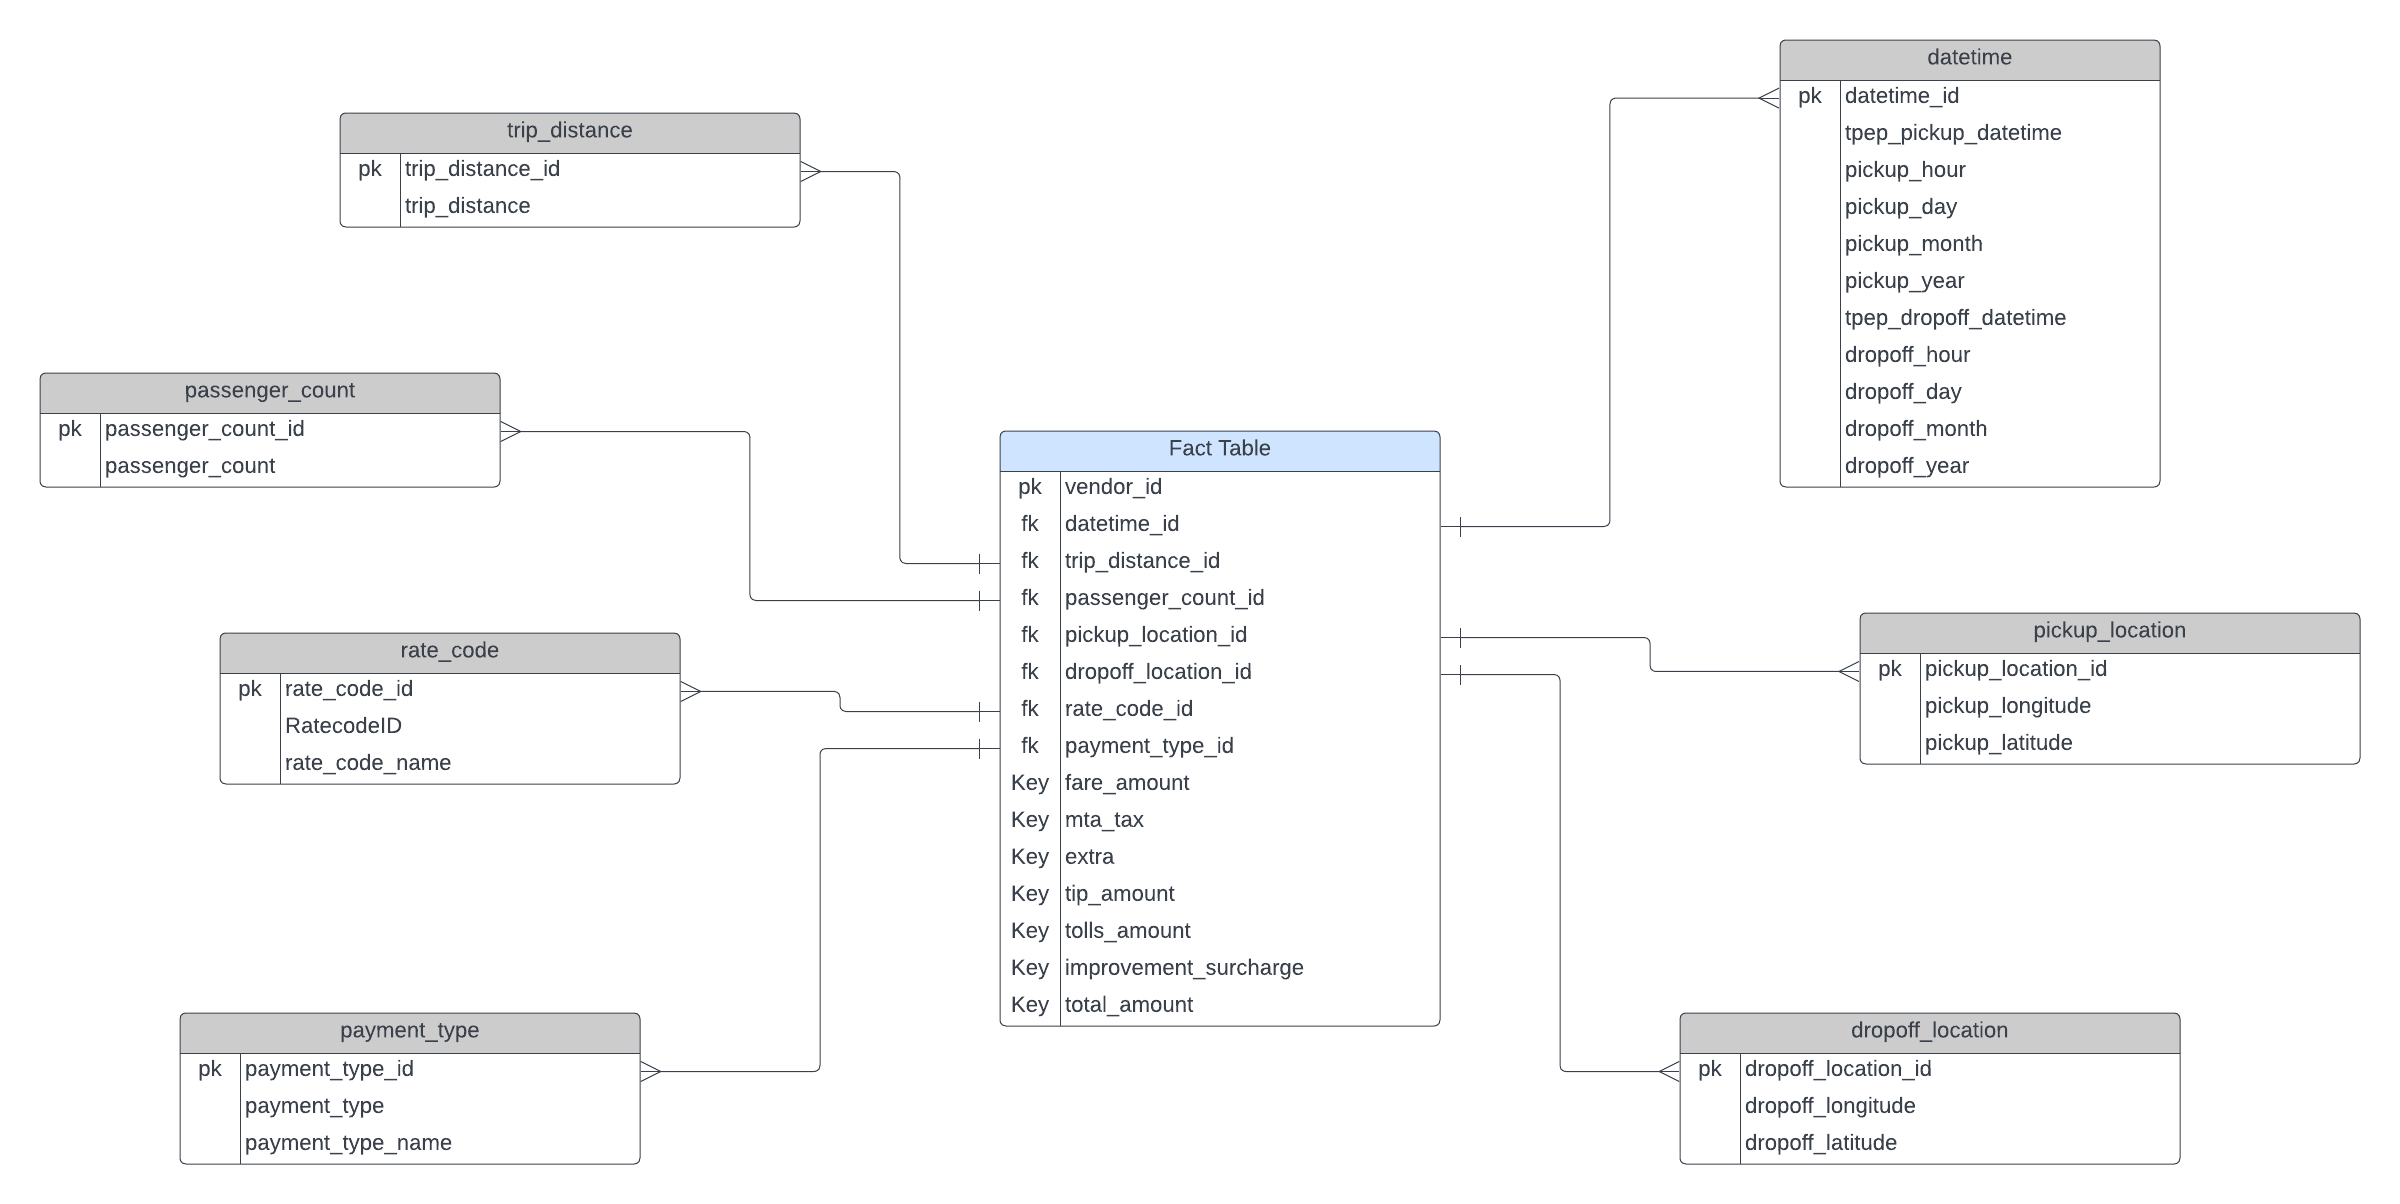 trip_distance
pk trip_distance_id
trip_distance
passenger_count
pk passenger_count_id
passenger_count
rate_code
pk rate_code_id
RatecodeID
rate_code_name
payment_type
pk payment_type_id
payment_type
payment_type_name
Fact Table
pk vendor_id
fk datetime_id
fk trip_distance_id
fk passenger_count_id
fk pickup_location_id
fk dropoff_location_id
fk rate_code_id
fk payment_type_id
Key fare_amount
Key mta_tax
Key extra
Key tip_amount
Key tolls_amount
Key improvement_surcharge
Key total_amount
datetime
pk datetime_id
tpep_pickup_datetime
pickup_hour
pickup_day
pickup_month
pickup_year
tpep_dropoff_datetime
dropoff_hour
dropoff_day
dropoff_month
dropoff_year
pickup_location
pk pickup_location_id
pickup_longitude
pickup_latitude
dropoff_location
pk dropoff_location_id
dropoff_longitude
dropoff_latitude